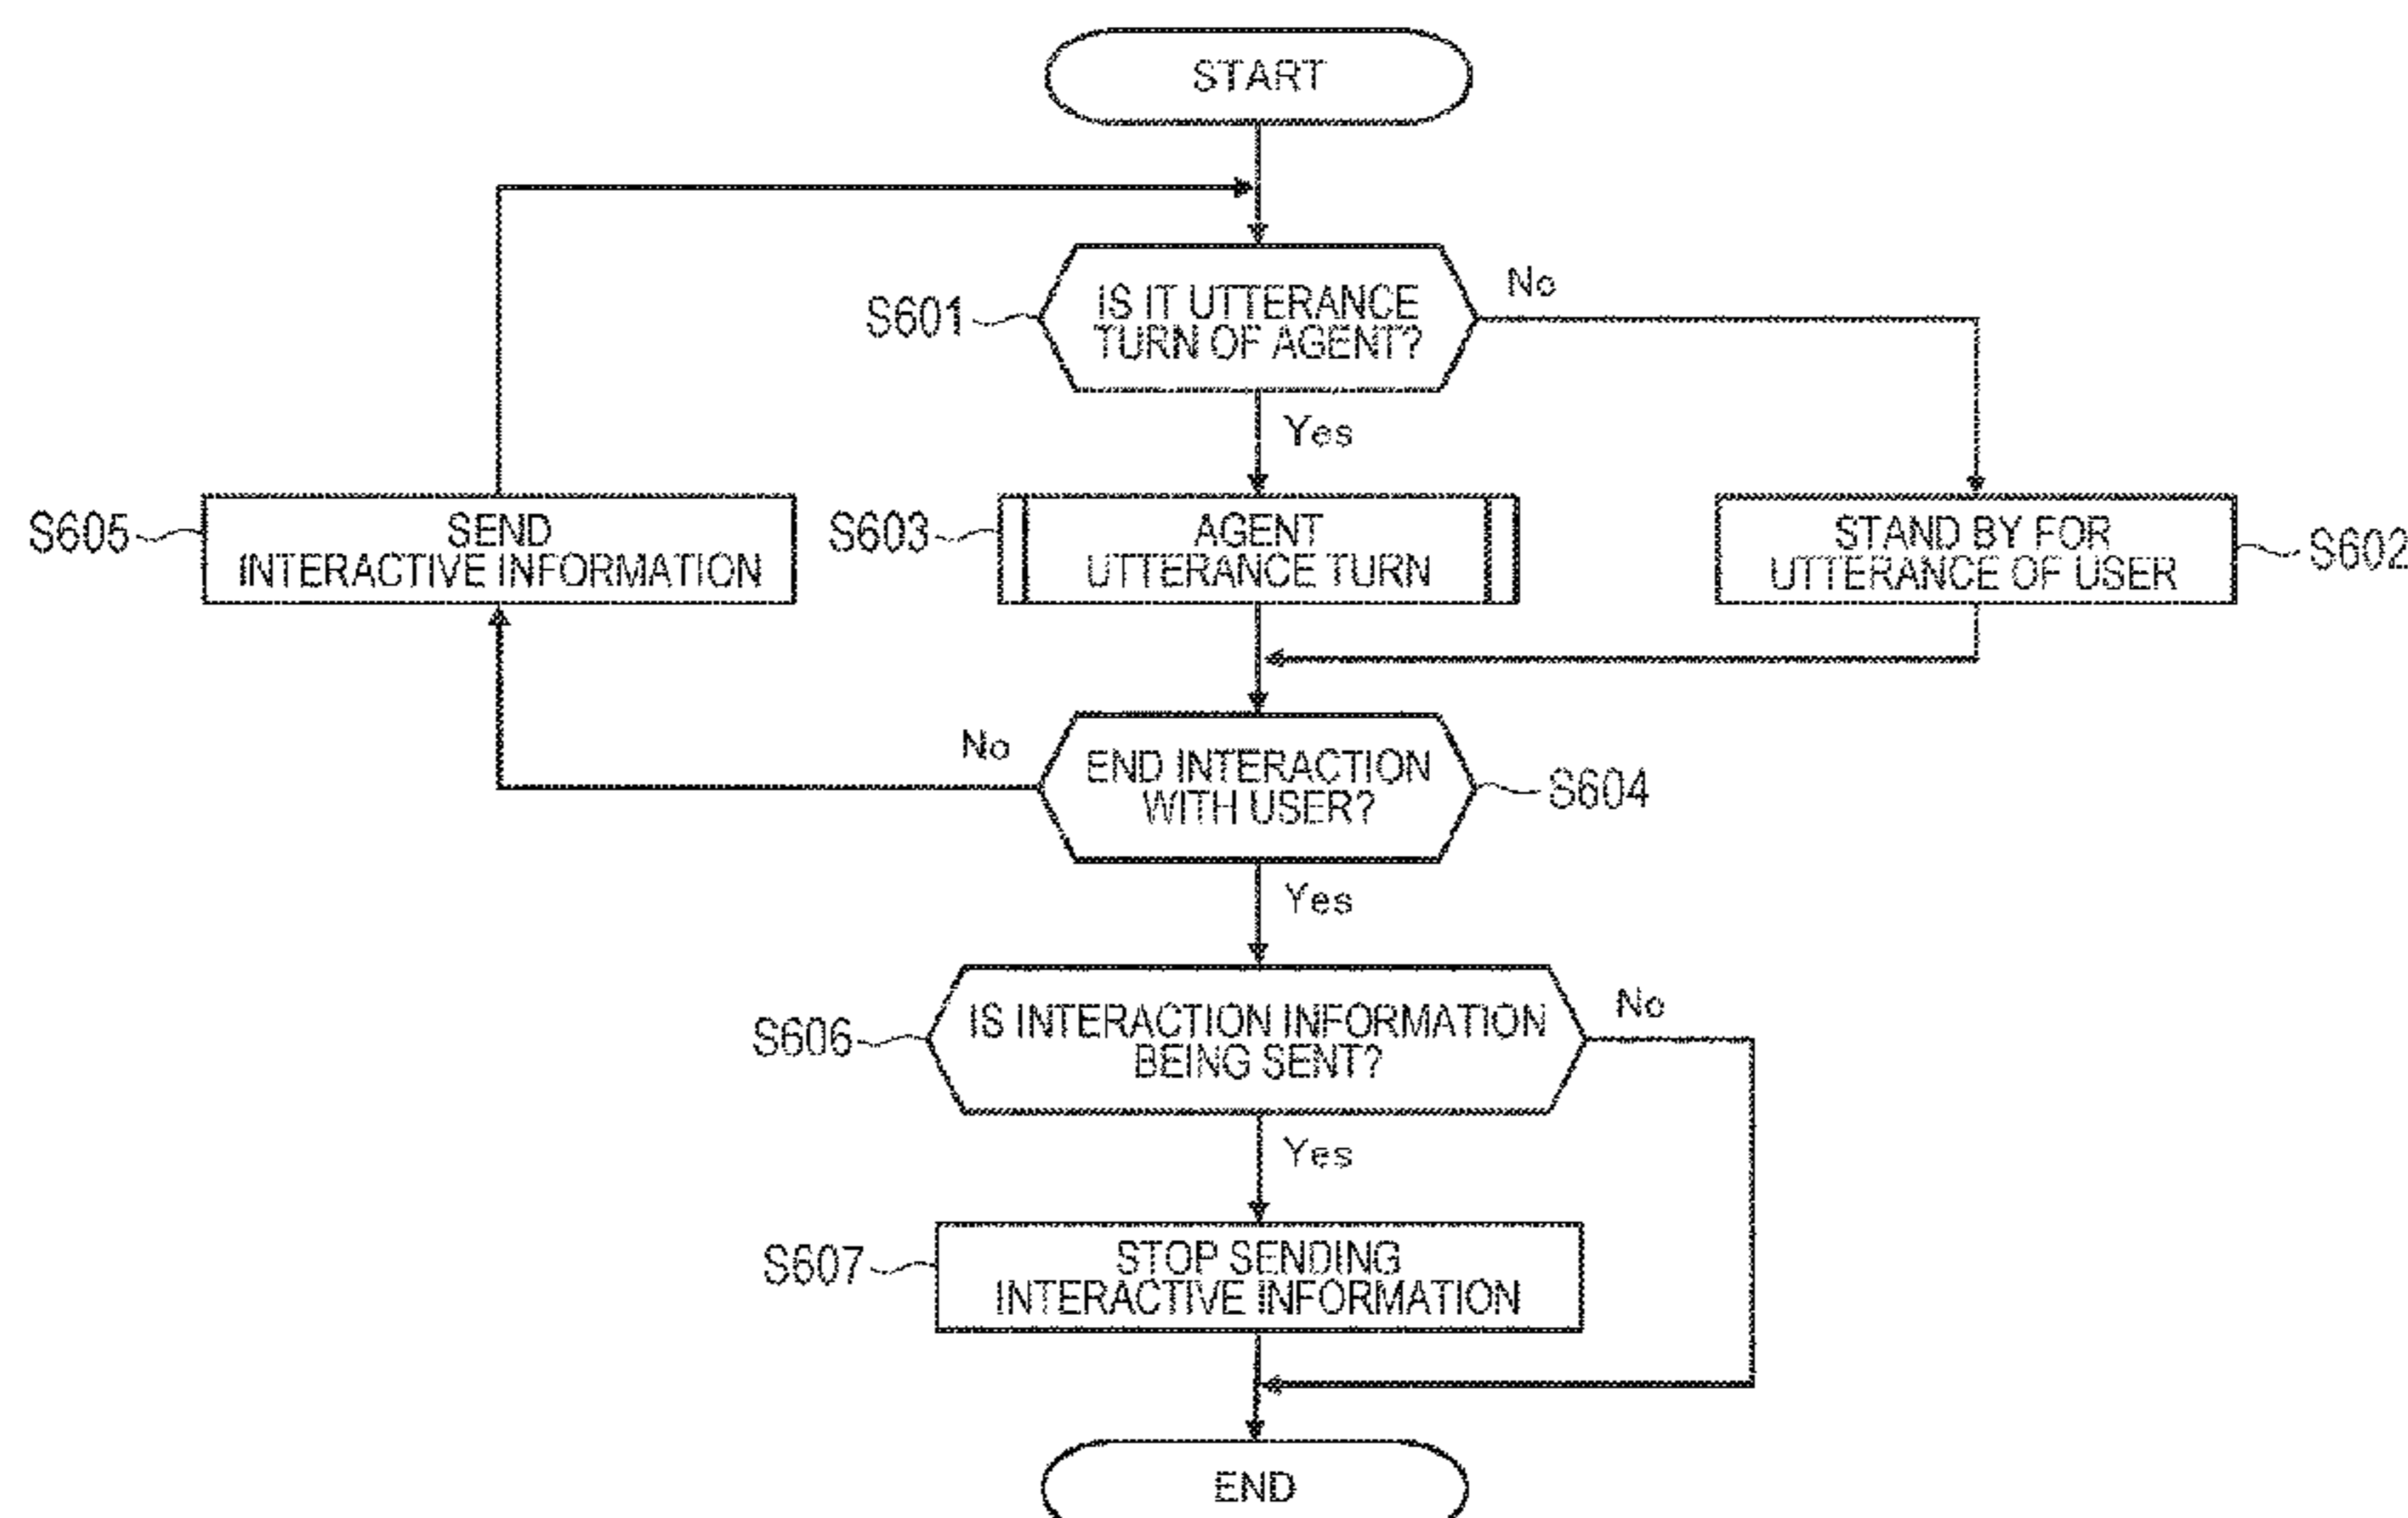 START
S601
IS IT UTTERANCE
TURN OF AGENT?
No
Yes
S605
SEND
INTERACTIVE INFORMATION
S603
AGENT
UTTERANCE TURN
STAND BY FOR
UTTERANCE OF USER
S602
No
END INTERACTION
WITH USER?
S604
Yes
S606
IS INTERACTION INFORMATION
BEING SENT?
No
Yes
S607
STOP SENDING
INTERACTIVE INFORMATION
END